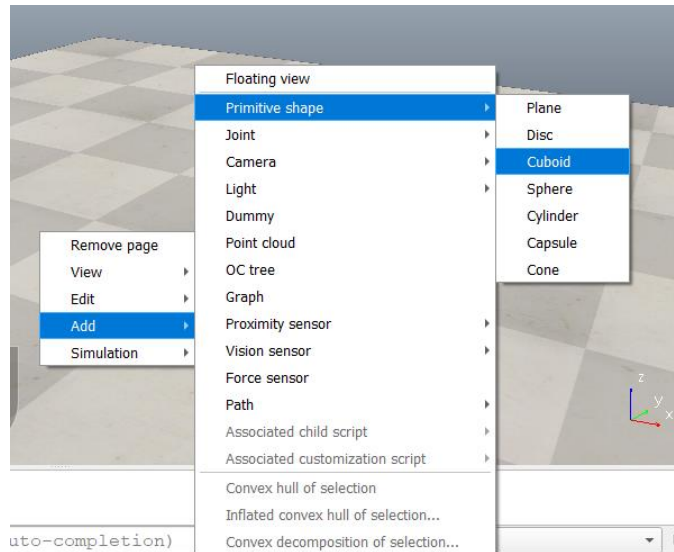 Remove page
View
Edit
Add
Simulation
Floating view
Primitive shape
Joint
Camera
Light
Dummy
Point cloud
OC tree
Graph
Proximity sensor
Vision sensor
Force sensor
Path
Associated child script
Associated customization script
Convex hull of selection
Inflated convex hull of selection...
Convex decomposition of selection...
Plane
Disc
Cuboid
Sphere
Cylinder
Capsule
Cone
z
y
x
uto-completion)